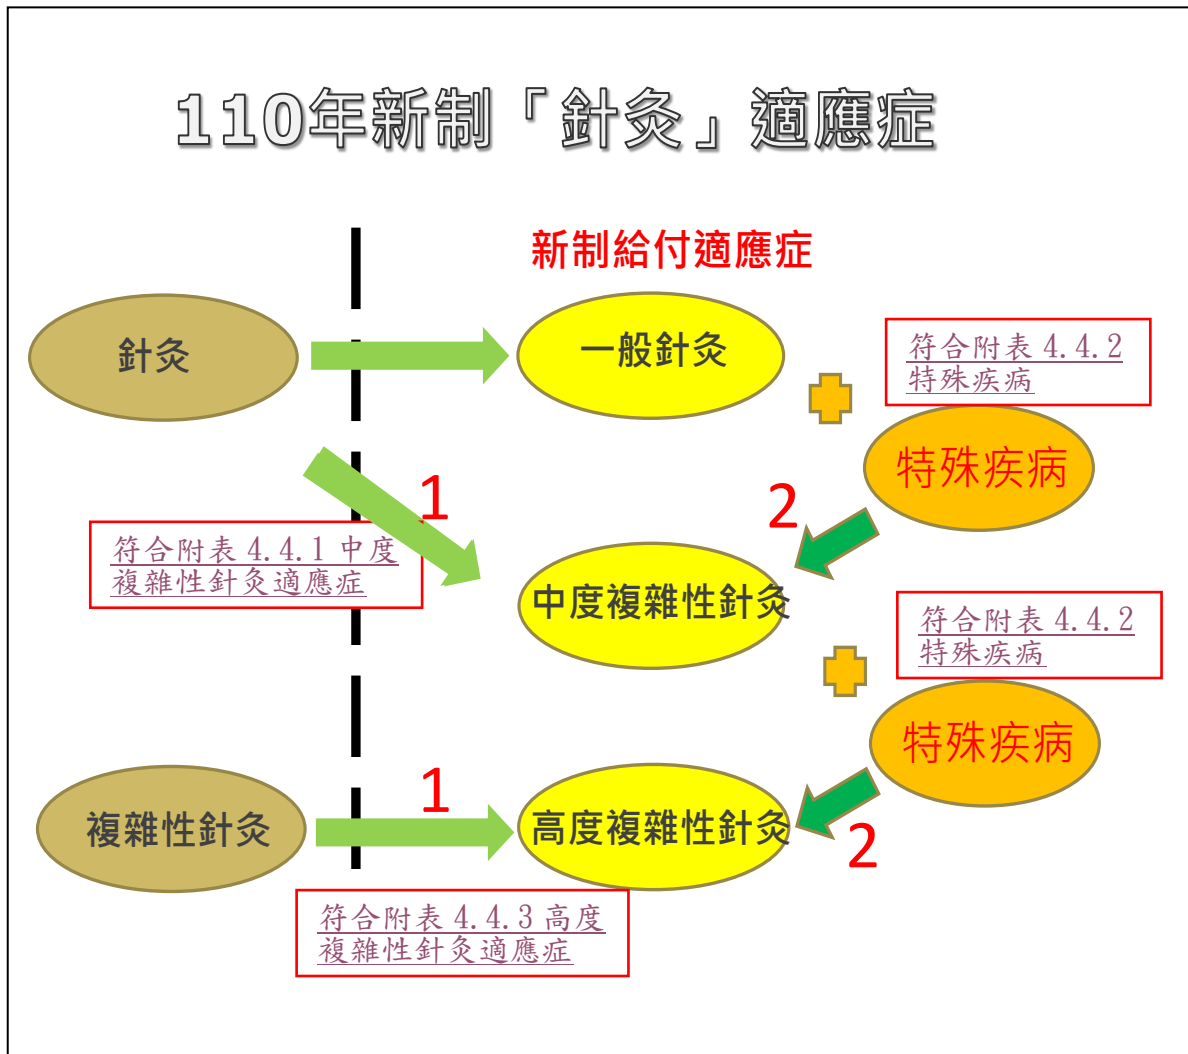 110年新制「針灸」適應症
新制給付適應症
針灸
一般針灸
符合附表 4.4.2
特殊疾病
特殊疾病
1
2
符合附表 4.4.1 中度
複雜性針灸適應症
中度複雜性針灸
符合附表 4.4.2
特殊疾病
特殊疾病
複雜性針灸
1
高度複雜性針灸
2
符合附表 4.4.3 高度
複雜性針灸適應症